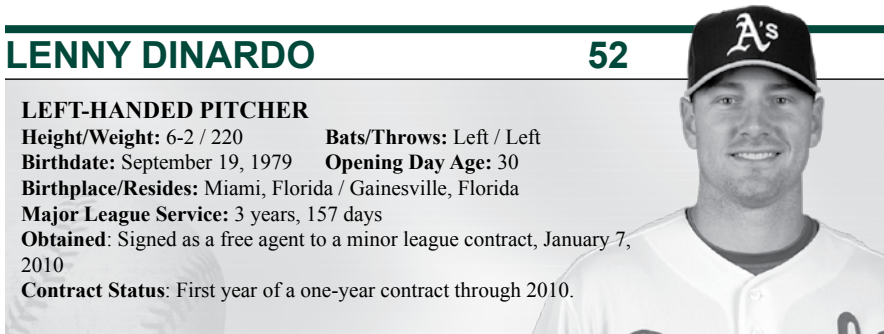 A's
LENNY DINARDO 52
LEFT-HANDED PITCHER
Height/Weight: 6-2 / 220 Bats/Throws: Left / Left
Birthdate: September 19, 1979 Opening Day Age: 30
Birthplace/Resides: Miami, Florida / Gainesville, Florida
Major League Service: 3 years, 157 days
Obtained: Signed as a free agent to a minor league contract, January 7,
2010
Contract Status: First year of a one-year contract through 2010.